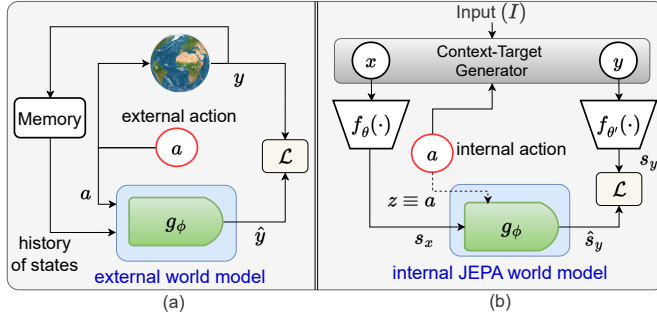 (a)
y
Memory
external action
a
ℒ
a
g_ϕ
ŷ
history
of states
external world model
(a)
Input (I)
(b)
x
Context-Target
Generator
y
f_θ(·)
f_θ′(·)
a
internal action
s_y
ℒ
z ≡ a
g_ϕ
s_x
ŝ_y
internal JEPA world model
(b)